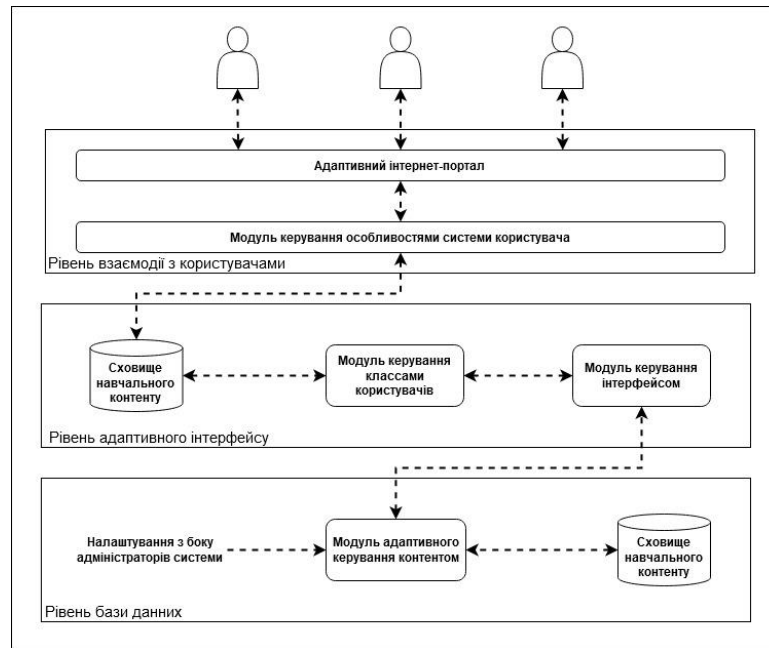 Адаптивний інтернет-портал
Модуль керування особливостями системи користувача
Рівень взаємодії з користувачами
Сховище
навчального
контенту
Модуль керування
классами
користувачів
Модуль керування
інтерфейсом
Рівень адаптивного інтерфейсу
Налаштування з боку
адміністраторів системи
Модуль адаптивного
керування контентом
Сховище
навчального
контенту
Рівень бази данних